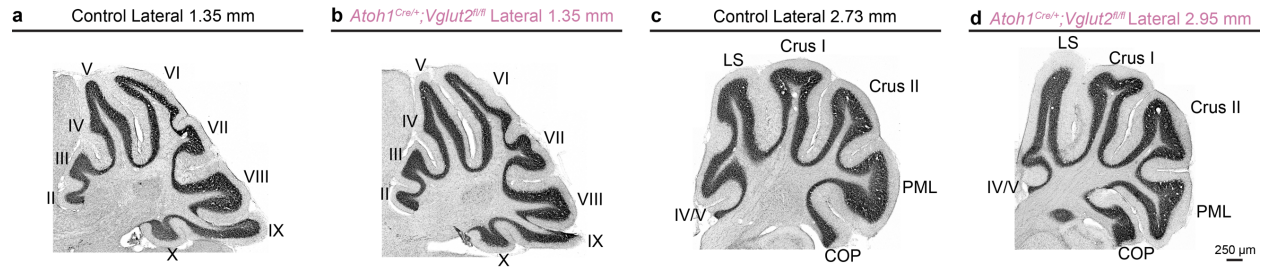 a Control Lateral 1.35 mm
V
VI
IV
VII
III
VIII
II
IX
X
b Atoh1Cre/+;Vglut2fl/fl Lateral 1.35 mm
V
VI
IV
VII
III
VIII
II
IX
X
c Control Lateral 2.73 mm
Crus I
LS
Crus II
PML
IV/V
COP
d Atoh1Cre/+;Vglut2fl/fl Lateral 2.95 mm
LS
Crus I
Crus II
IV/V
PML
COP
250 µm